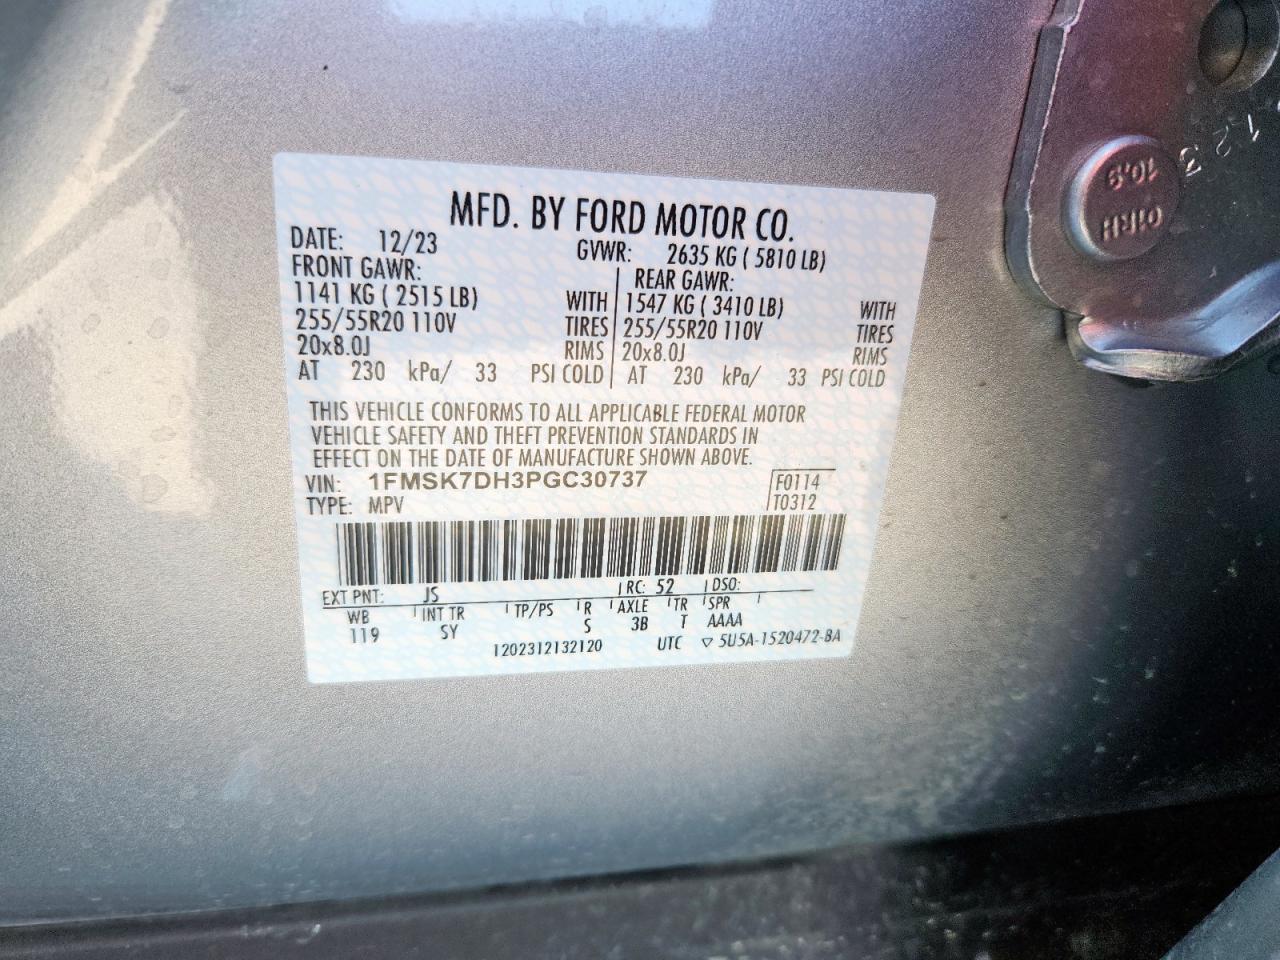 MFD. BY FORD MOTOR CO.
DATE: 12/23 GVWR: 2635 KG ( 5810 LB)
FRONT GAWR: REAR GAWR:
1141 KG ( 2515 LB) WITH 1547 KG ( 3410 LB) WITH
255/55R20 110V TIRES 255/55R20 110V TIRES
20x8.0J RIMS 20x8.0J RIMS
AT 230 kPa/ 33 PSI COLD AT 230 kPa/ 33 PSI COLD
THIS VEHICLE CONFORMS TO ALL APPLICABLE FEDERAL MOTOR
VEHICLE SAFETY AND THEFT PREVENTION STANDARDS IN
EFFECT ON THE DATE OF MANUFACTURE SHOWN ABOVE.
VIN: 1FMSK7DH3PGC30737 F0114
TYPE: MPV T0312
EXT PNT: JS RC: 52 DSO:
WB INT TR TP/PS R AXLE TR SPR
119 SY S 3B T AAAA
1202312132120 UTC ▽ 5U5A-1520472-BA
123
10.9
01RH